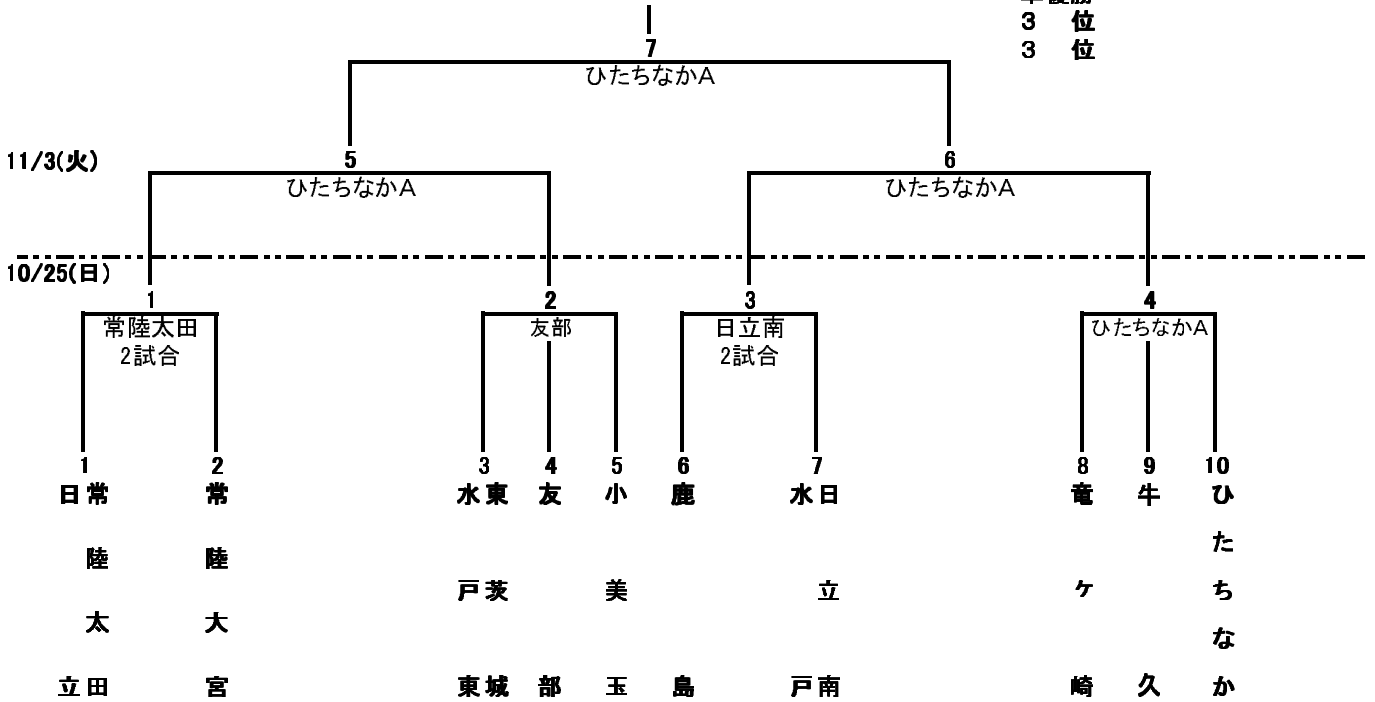 準優勝
3 位
3 位
7
ひたちなかA
11/3(火)
5
ひたちなかA
6
ひたちなかA
10/25(日)
1
常陸太田
2試合
2
友部
3
日立南
2試合
4
ひたちなかA
1
常陸太田
日立
2
常陸大宮
3
東茨城
水戸東
4
友部
5
小美玉
6
鹿島
7
日立南
水戸
8
竜ケ崎
9
牛久
10
ひたちなか